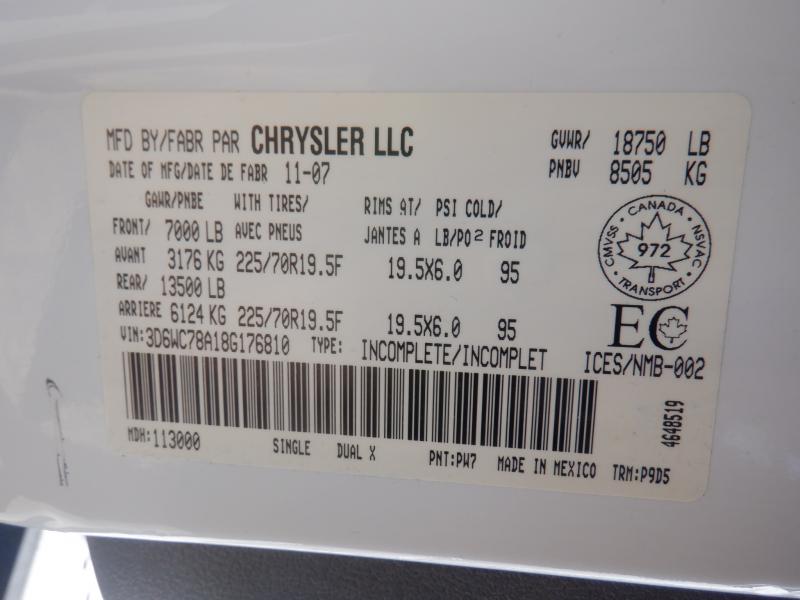 MFD BY/FABR PAR CHRYSLER LLC
DATE OF MFG/DATE DE FABR 11-07
GVWR/ 18750 LB
PNBV 8505 KG
GAWR/PNBE WITH TIRES/ RIMS AT/ PSI COLD/
FRONT/ 7000 LB AVEC PNEUS JANTES A LB/PO2 FROID
AVANT 3176 KG 225/70R19.5F 19.5X6.0 95
REAR/ 13500 LB
ARRIERE 6124 KG 225/70R19.5F 19.5X6.0 95
CANADA
CMVSS 972 NSVAC
TRANSPORT
EC
VIN:3D6WC78A18G176810 TYPE: INCOMPLETE/INCOMPLET ICES/NMB-002
4648519
MDH:113000 SINGLE DUAL X PNT:PW7 MADE IN MEXICO TRM:P9D5